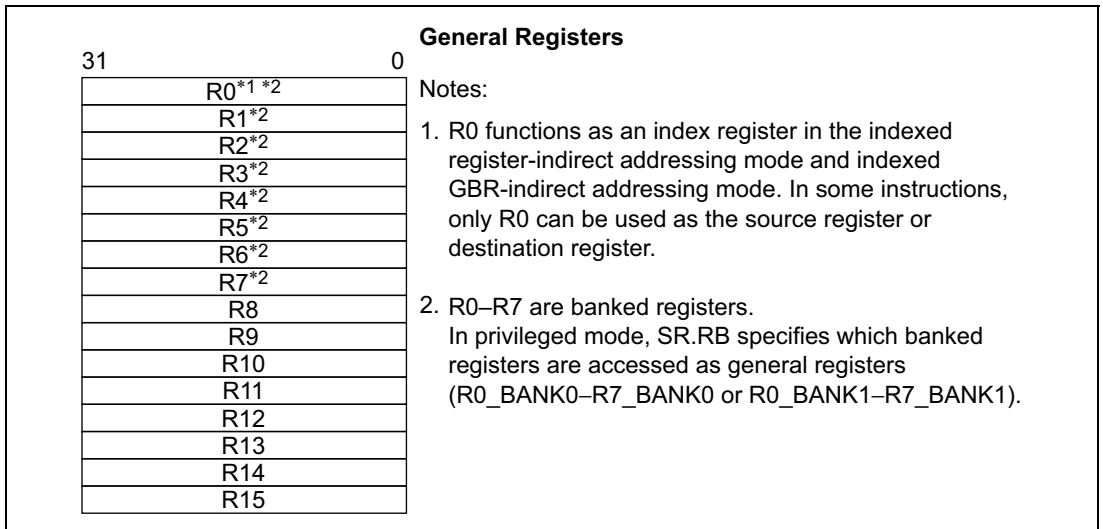 31 0
R0*1 *2
R1*2
R2*2
R3*2
R4*2
R5*2
R6*2
R7*2
R8
R9
R10
R11
R12
R13
R14
R15
General Registers
Notes:
1. R0 functions as an index register in the indexed
register-indirect addressing mode and indexed
GBR-indirect addressing mode. In some instructions,
only R0 can be used as the source register or
destination register.
2. R0–R7 are banked registers.
In privileged mode, SR.RB specifies which banked
registers are accessed as general registers
(R0_BANK0–R7_BANK0 or R0_BANK1–R7_BANK1).